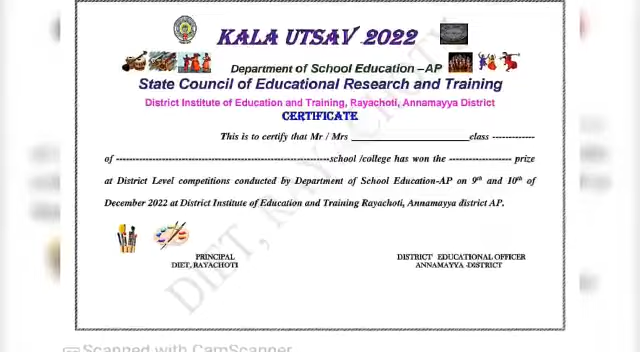 KALA UTSAV 2022
Department of School Education –AP
State Council of Educational Research and Training
District Institute of Education and Training, Rayachoti, Annamayya District
CERTIFICATE
This is to certify that Mr / Mrs ______________________class -------------
of -----------------------------------------------------------------school /college has won the ------------------- prize
at District Level competitions conducted by Department of School Education-AP on 9th and 10th of
December 2022 at District Institute of Education and Training Rayachoti, Annamayya district AP.
PRINCIPAL DISTRICT EDUCATIONAL OFFICER
DIET, RAYACHOTI ANNAMAYYA -DISTRICT
DIET, RAYACHOTY
Scanned with CamScanner